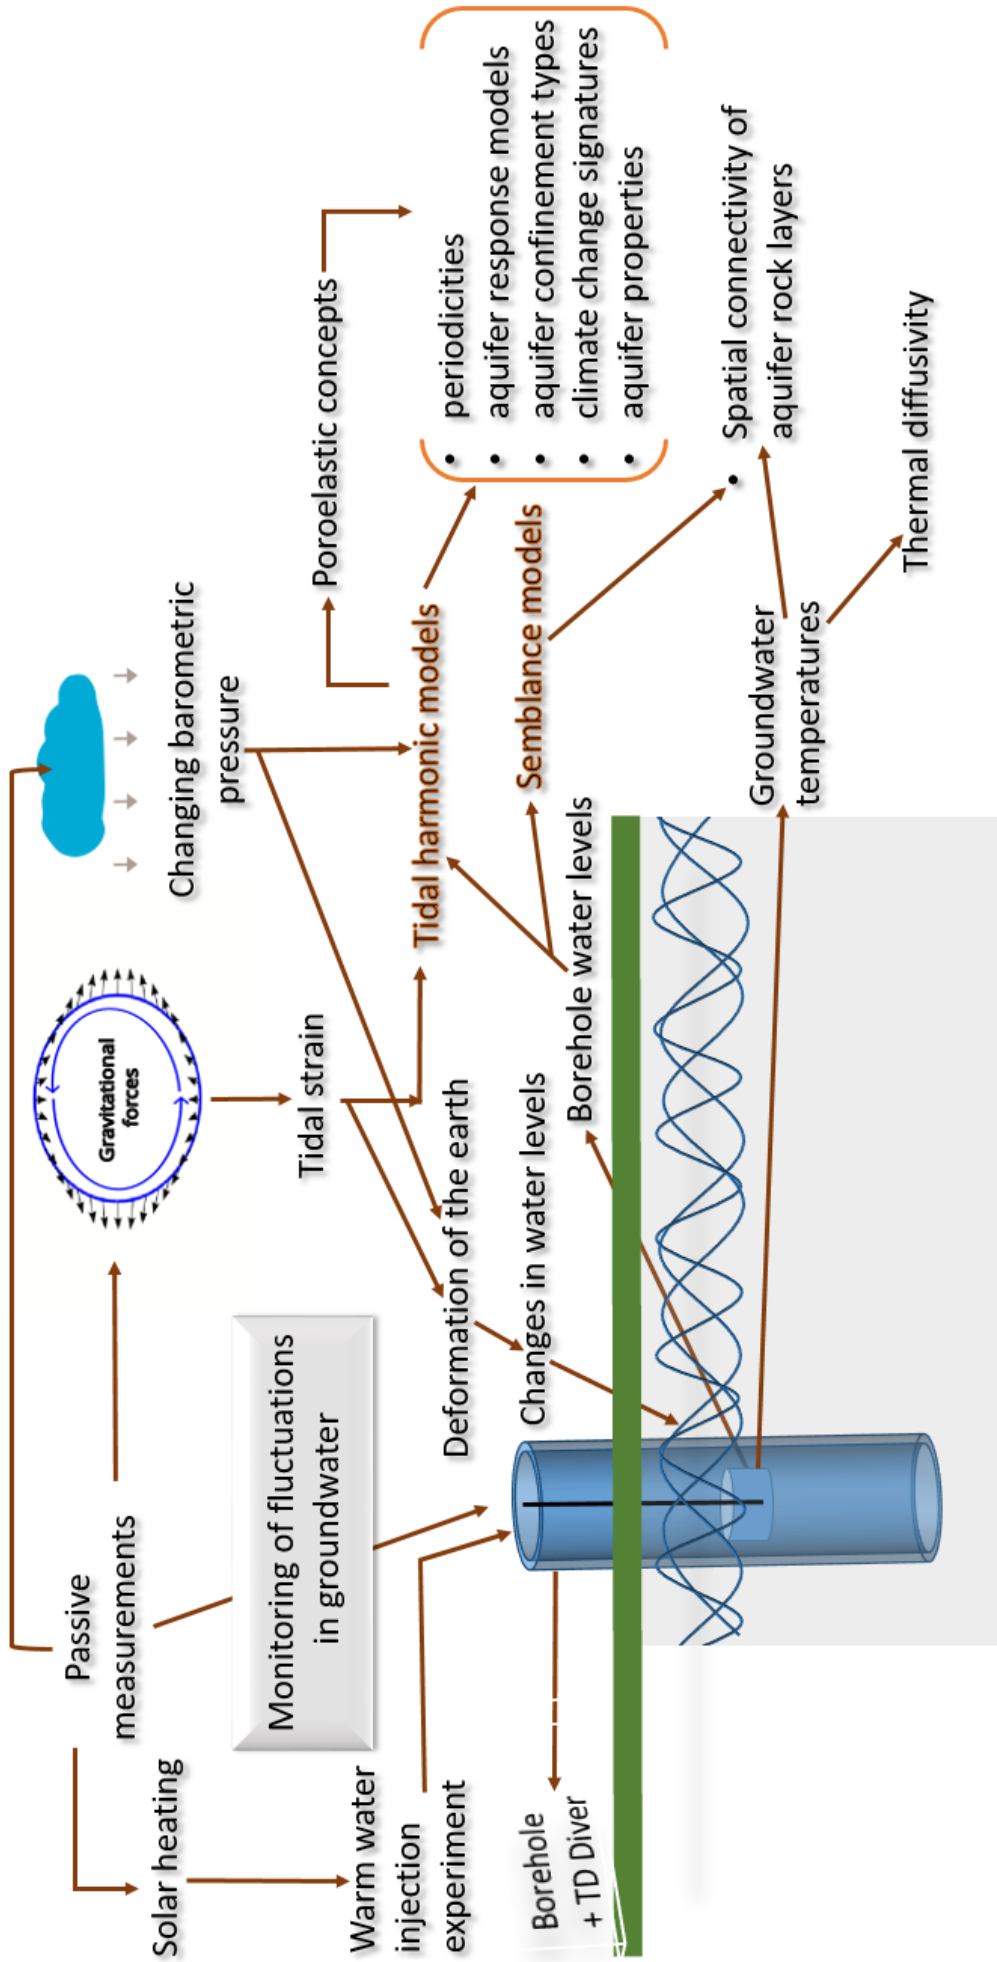 Passive
measurements
Solar heating
Warm water
injection
experiment
Monitoring of fluctuations
in groundwater
Borehole
+ TD Diver
Gravitational
forces
Tidal strain
Changing barometric
pressure
Deformation of the earth
Changes in water levels
Borehole water levels
Tidal harmonic models
Semblance models
Poroelastic concepts
• periodicities
• aquifer response models
• aquifer confinement types
• climate change signatures
• aquifer properties
• Spatial connectivity of
aquifer rock layers
Groundwater
temperatures
Thermal diffusivity